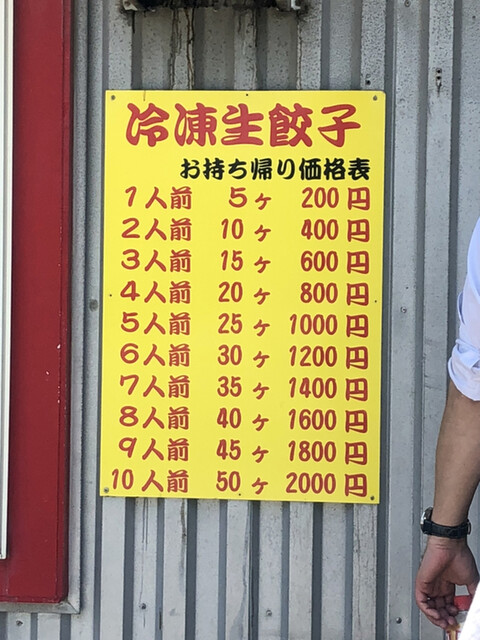 冷凍生餃子
お持ち帰り価格表
1人前 5ヶ 200円
2人前 10ヶ 400円
3人前 15ヶ 600円
4人前 20ヶ 800円
5人前 25ヶ 1000円
6人前 30ヶ 1200円
7人前 35ヶ 1400円
8人前 40ヶ 1600円
9人前 45ヶ 1800円
10人前 50ヶ 2000円